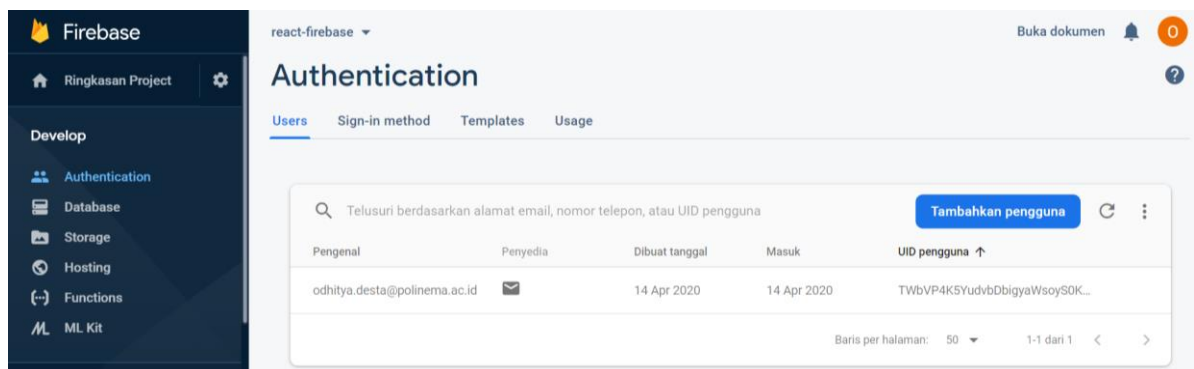 Firebase
Ringkasan Project
Develop
Authentication
Database
Storage
Hosting
Functions
ML Kit
react-firebase
Buka dokumen
O
Authentication
Users Sign-in method Templates Usage
Telusuri berdasarkan alamat email, nomor telepon, atau UID pengguna
Tambahkan pengguna
Pengenal Penyedia Dibuat tanggal Masuk UID pengguna ↑
odhitya.desta@polinema.ac.id 14 Apr 2020 14 Apr 2020 TWbVP4K5YudvbDbigyaWsoyS0K...
Baris per halaman: 50 1-1 dari 1